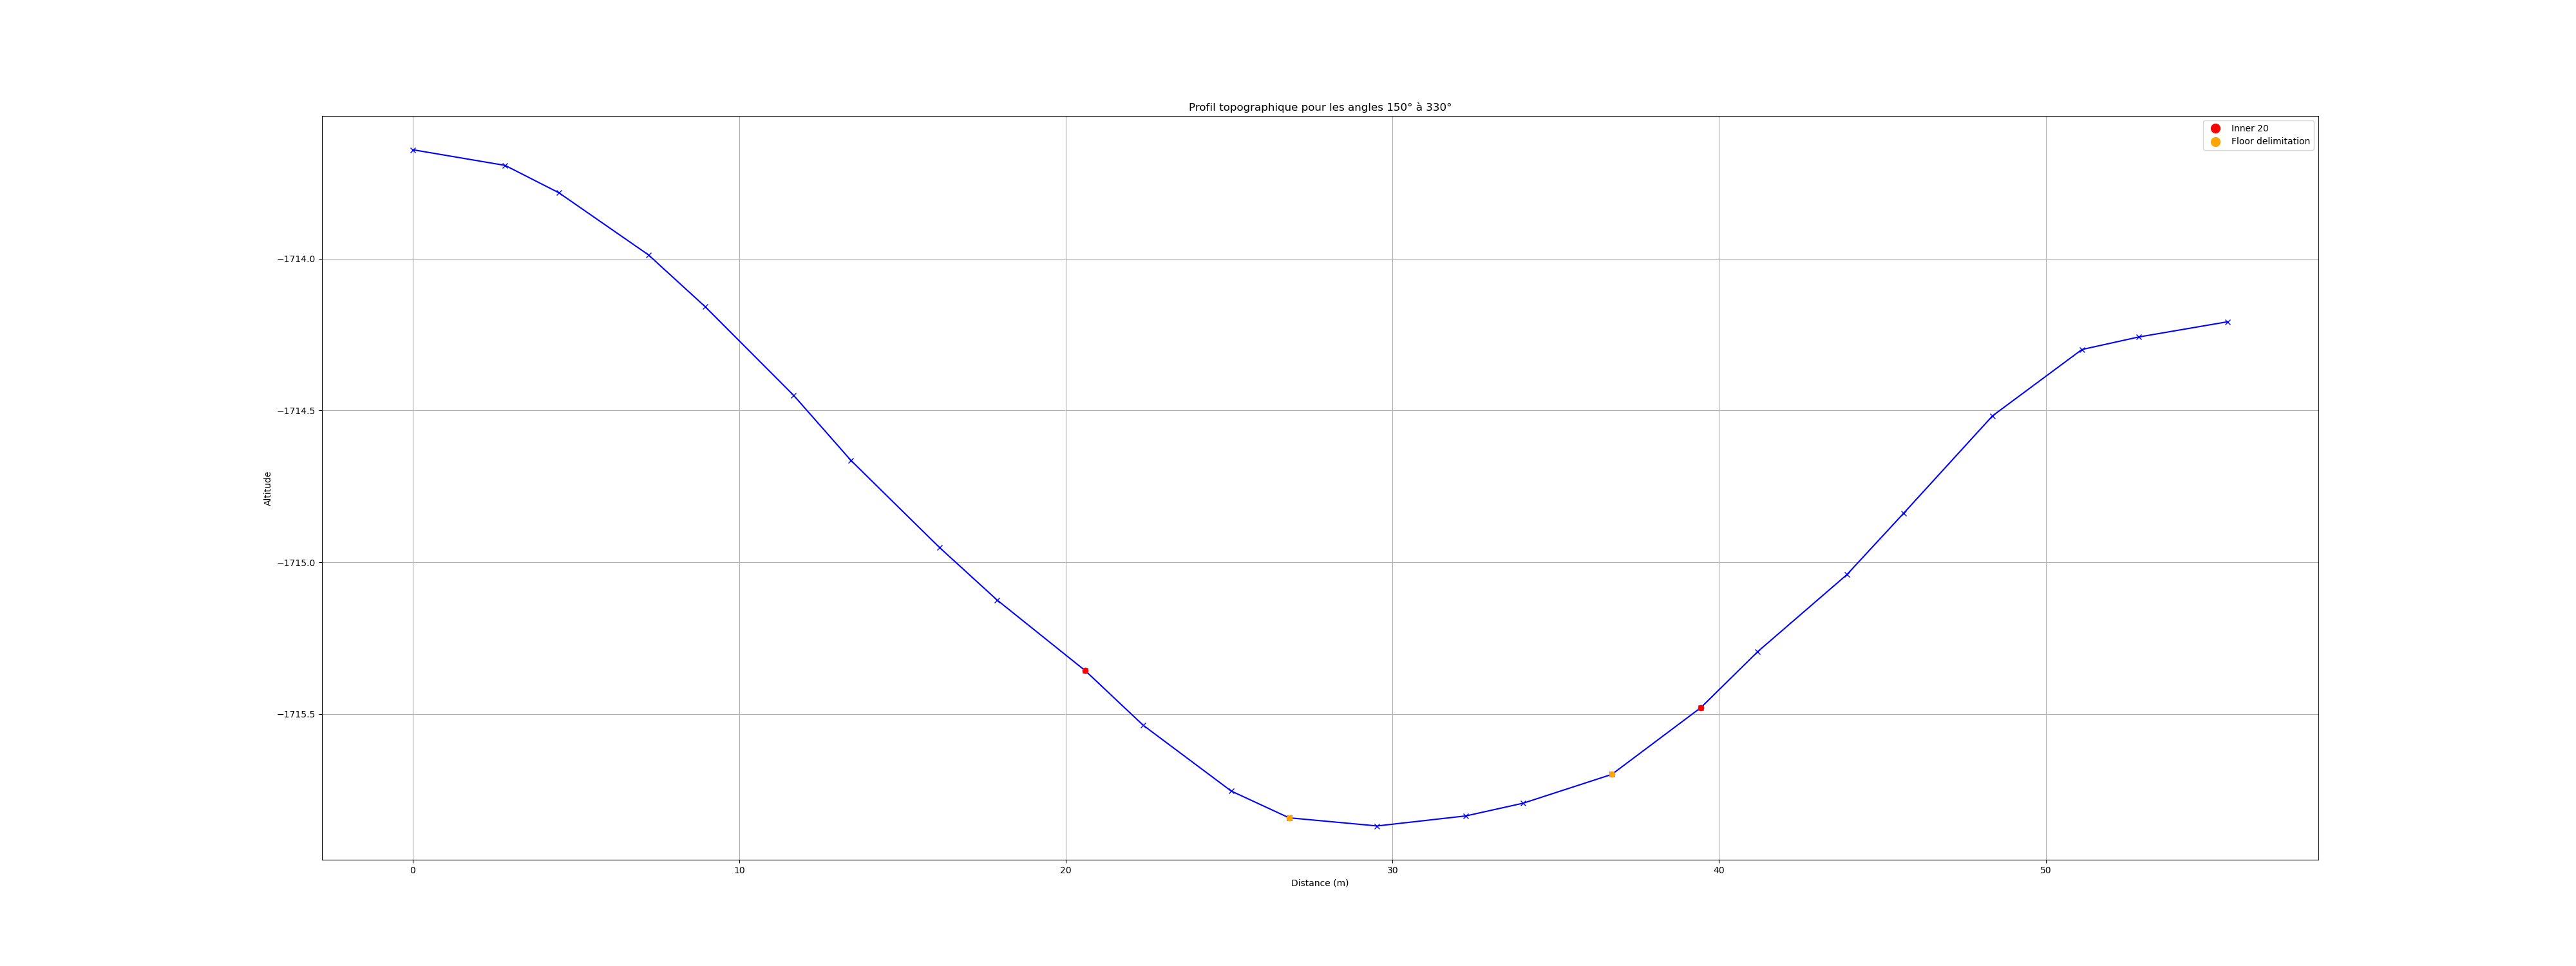 Profil topographique pour les angles 150° à 330°
Inner 20
Floor delimitation
−1714.0
−1714.5
−1715.0
−1715.5
Altitude
0 10 20 30 40 50
Distance (m)